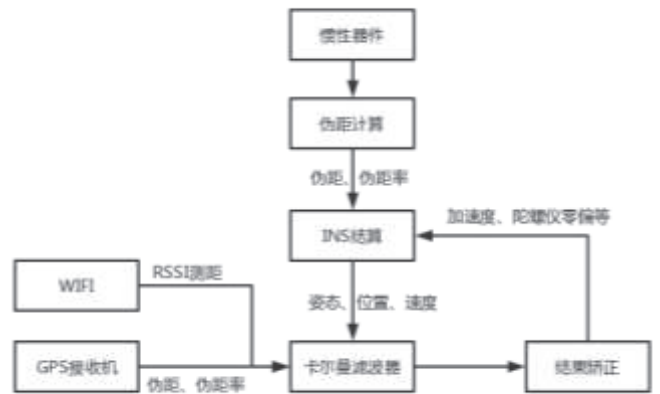 惯性器件
伪距计算
伪距、伪距率
INS结算
加速度、陀螺仪零偏等
WIFI
RSSI测距
姿态、位置、速度
GPS接收机
伪距、伪距率
卡尔曼滤波器
结果矫正